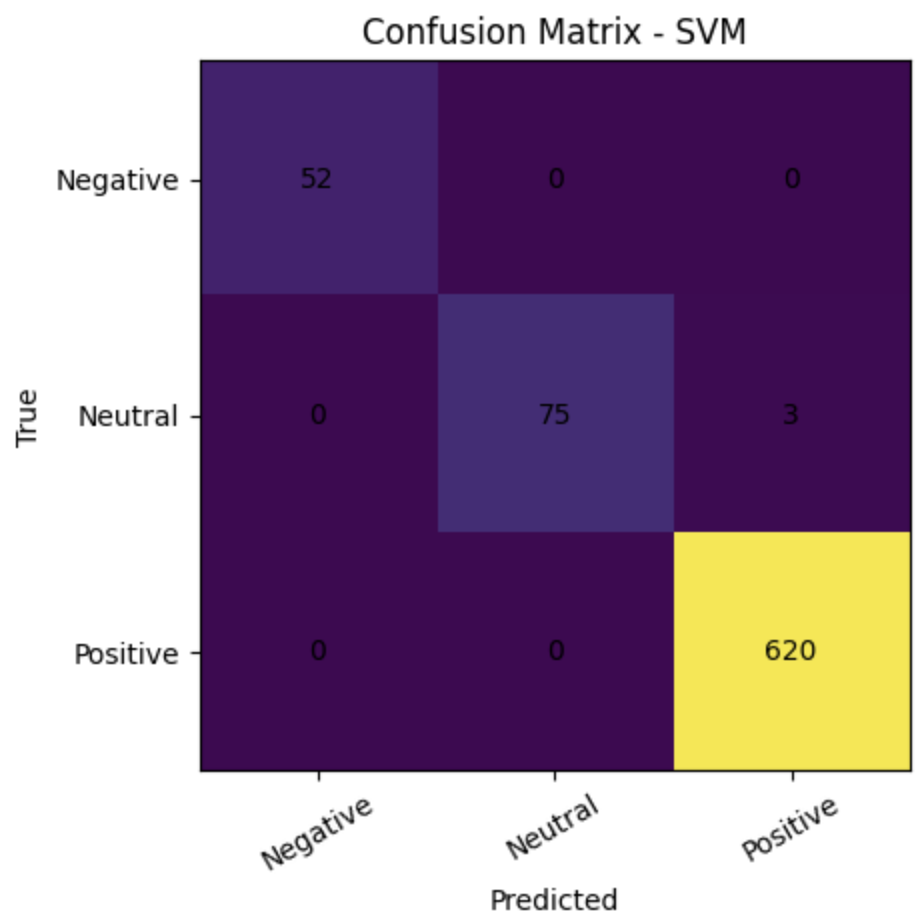 Confusion Matrix - SVM
Negative 52 0 0
True
Neutral 0 75 3
Positive 0 0 620
Negative Neutral Positive
Predicted